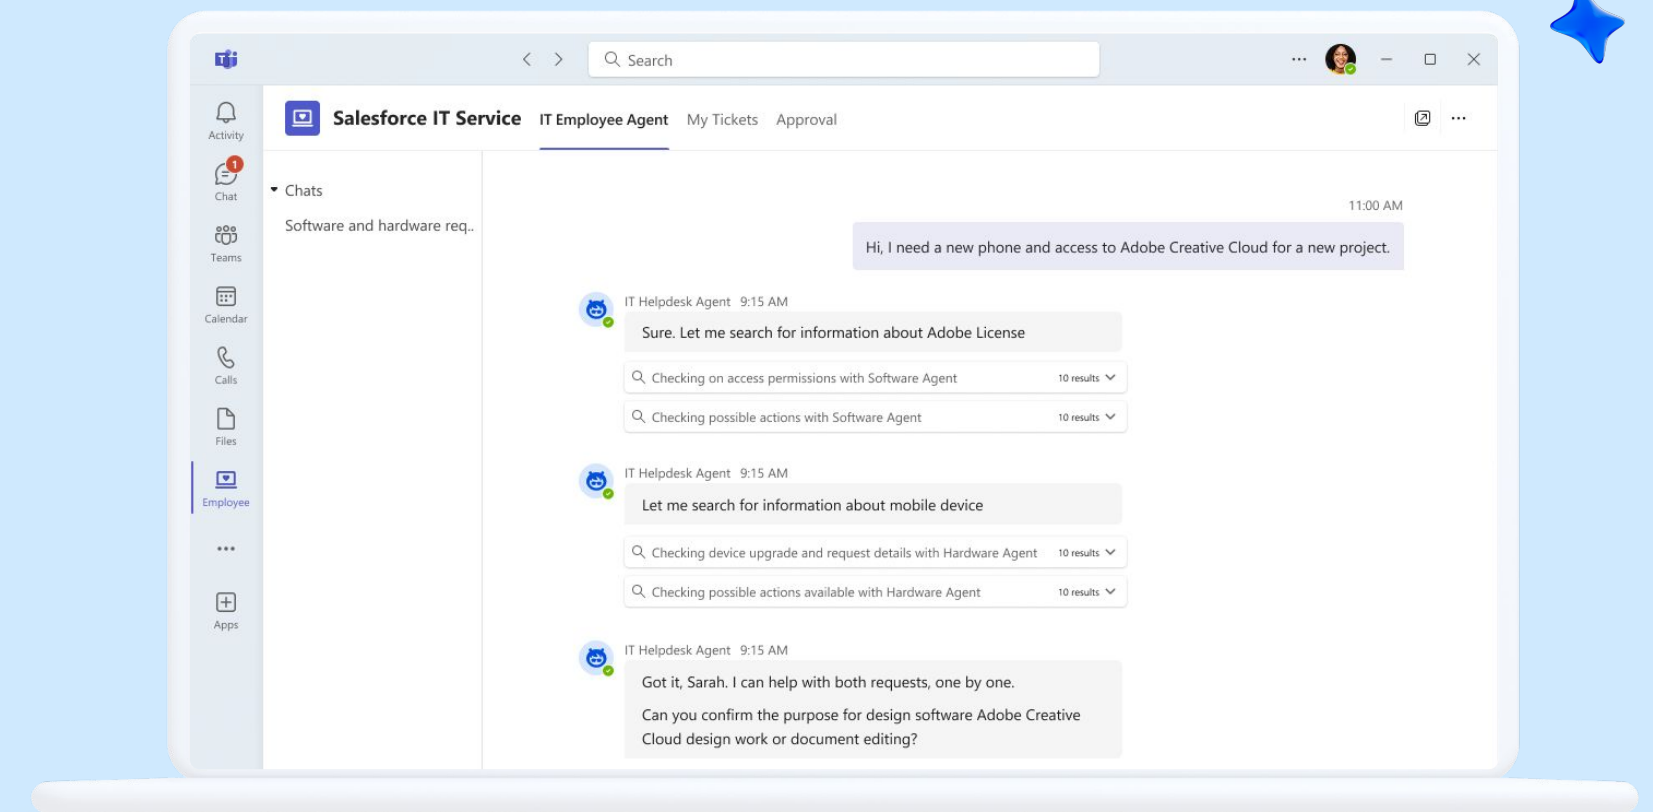 Search
Activity
1
Chat
Teams
Calendar
Calls
Files
Employee
Apps
Salesforce IT Service
IT Employee Agent
My Tickets
Approval
Chats
Software and hardware req..
11:00 AM
Hi, I need a new phone and access to Adobe Creative Cloud for a new project.
IT Helpdesk Agent 9:15 AM
Sure. Let me search for information about Adobe License
Checking on access permissions with Software Agent 10 results
Checking possible actions with Software Agent 10 results
IT Helpdesk Agent 9:15 AM
Let me search for information about mobile device
Checking device upgrade and request details with Hardware Agent 10 results
Checking possible actions available with Hardware Agent 10 results
IT Helpdesk Agent 9:15 AM
Got it, Sarah. I can help with both requests, one by one.
Can you confirm the purpose for design software Adobe Creative
Cloud design work or document editing?